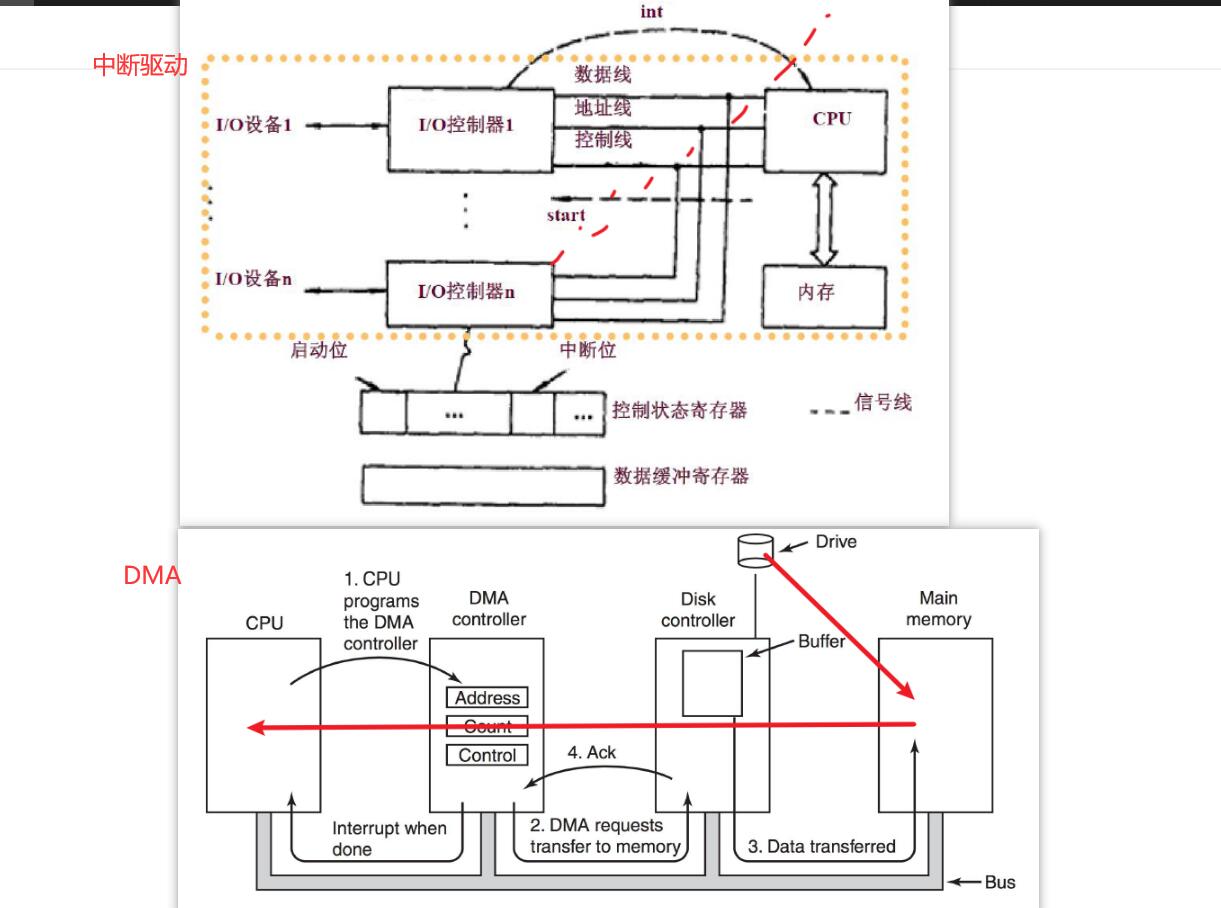 int
中断驱动
数据线
I/O设备1
I/O控制器1
地址线
CPU
控制线
start
I/O设备n
I/O控制器n
内存
启动位
中断位
...
...
控制状态寄存器
信号线
数据缓冲寄存器
DMA
Drive
1. CPU
programs
the DMA
controller
CPU
DMA
controller
Disk
controller
Main
memory
Buffer
Address
Count
Control
4. Ack
Interrupt when
done
2. DMA requests
transfer to memory
3. Data transferred
Bus